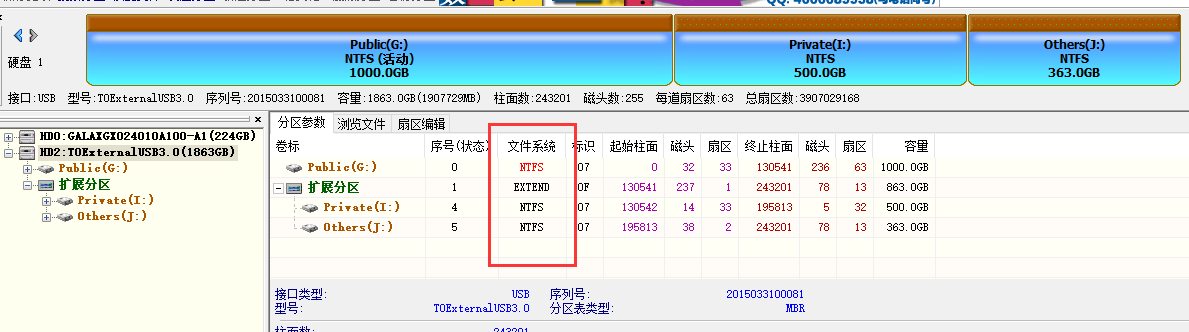 Public(G:)
NTFS (活动)
1000.0GB
Private(I:)
NTFS
500.0GB
Others(J:)
NTFS
363.0GB
硬盘 1
接口:USB 型号:TOExternalUSB3.0 序列号:2015033100081 容量:1863.0GB(1907729MB) 柱面数:243201 磁头数:255 每道扇区数:63 总扇区数:3907029168
HD0:GALAXGX024010A100-A1(224GB)
HD2:TOExternalUSB3.0(1863GB)
Public(G:)
扩展分区
Private(I:)
Others(J:)
分区参数 浏览文件 扇区编辑
卷标 序号(状态) 文件系统 标识 起始柱面 磁头 扇区 终止柱面 磁头 扇区 容量
Public(G:) 0 NTFS 07 0 32 33 130541 236 63 1000.0GB
扩展分区 1 EXTEND 0F 130541 237 1 243201 78 13 863.0GB
Private(I:) 4 NTFS 07 130542 14 33 195813 5 32 500.0GB
Others(J:) 5 NTFS 07 195813 38 2 243201 78 13 363.0GB
接口类型: USB 序列号: 2015033100081
型号: TOExternalUSB3.0 分区表类型: MBR
柱面数: 243201